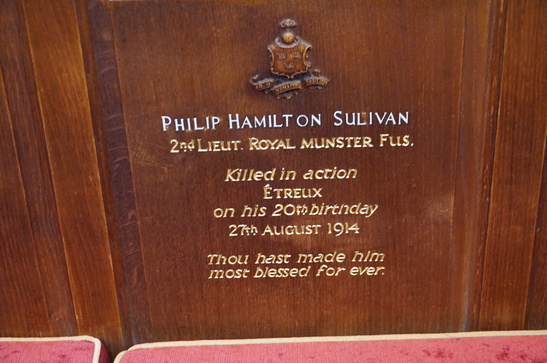 PHILIP HAMILTON SULIVAN
2nd LIEUT. ROYAL MUNSTER FUS.
Killed in action
ÉTREUX
on his 20th birthday
27th AUGUST 1914
Thou hast made him
most blessed for ever.